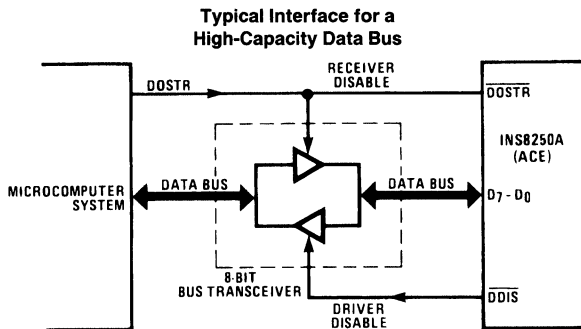 Typical Interface for a
High-Capacity Data Bus
DOSTR
RECEIVER
DISABLE
DOSTR
INS8250A
(ACE)
MICROCOMPUTER
SYSTEM
DATA BUS
DATA BUS
D7-D0
8-BIT
BUS TRANSCEIVER
DRIVER
DISABLE
DDIS